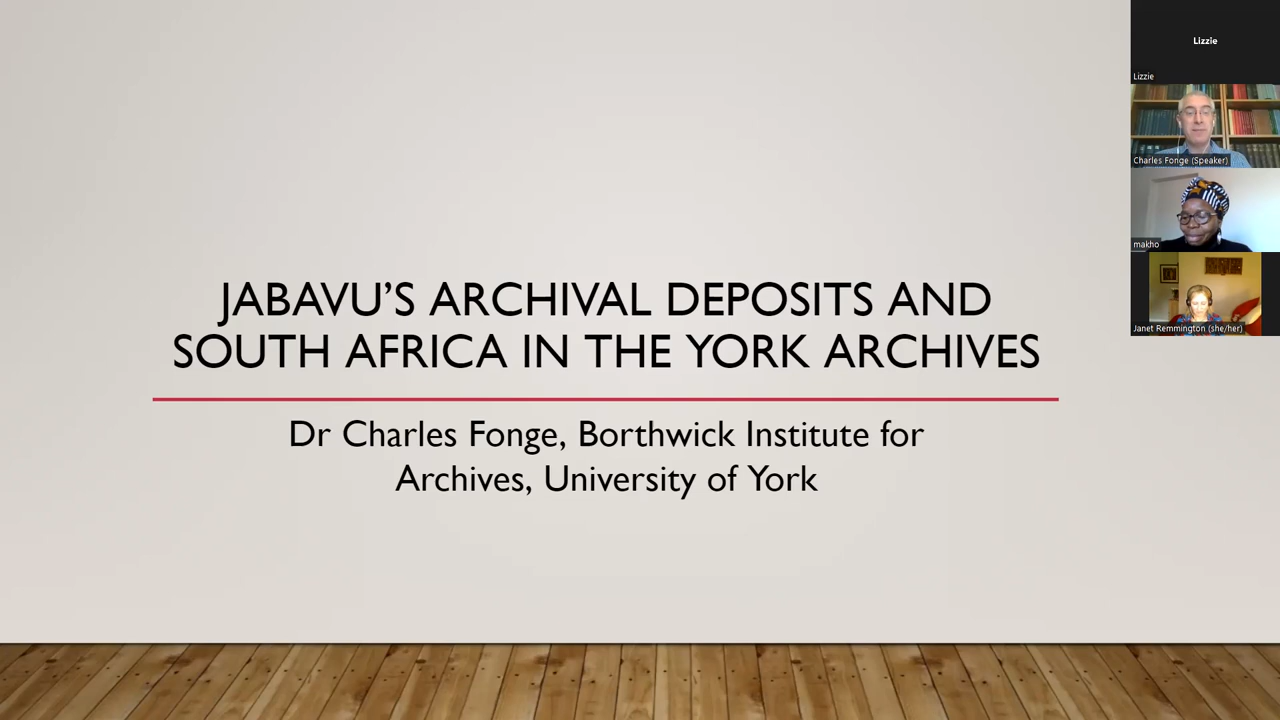 JABAVU’S ARCHIVAL DEPOSITS AND
SOUTH AFRICA IN THE YORK ARCHIVES
Dr Charles Fonge, Borthwick Institute for
Archives, University of York
Lizzie
Lizzie
Charles Fonge (Speaker)
makho
Janet Remmington (she/her)